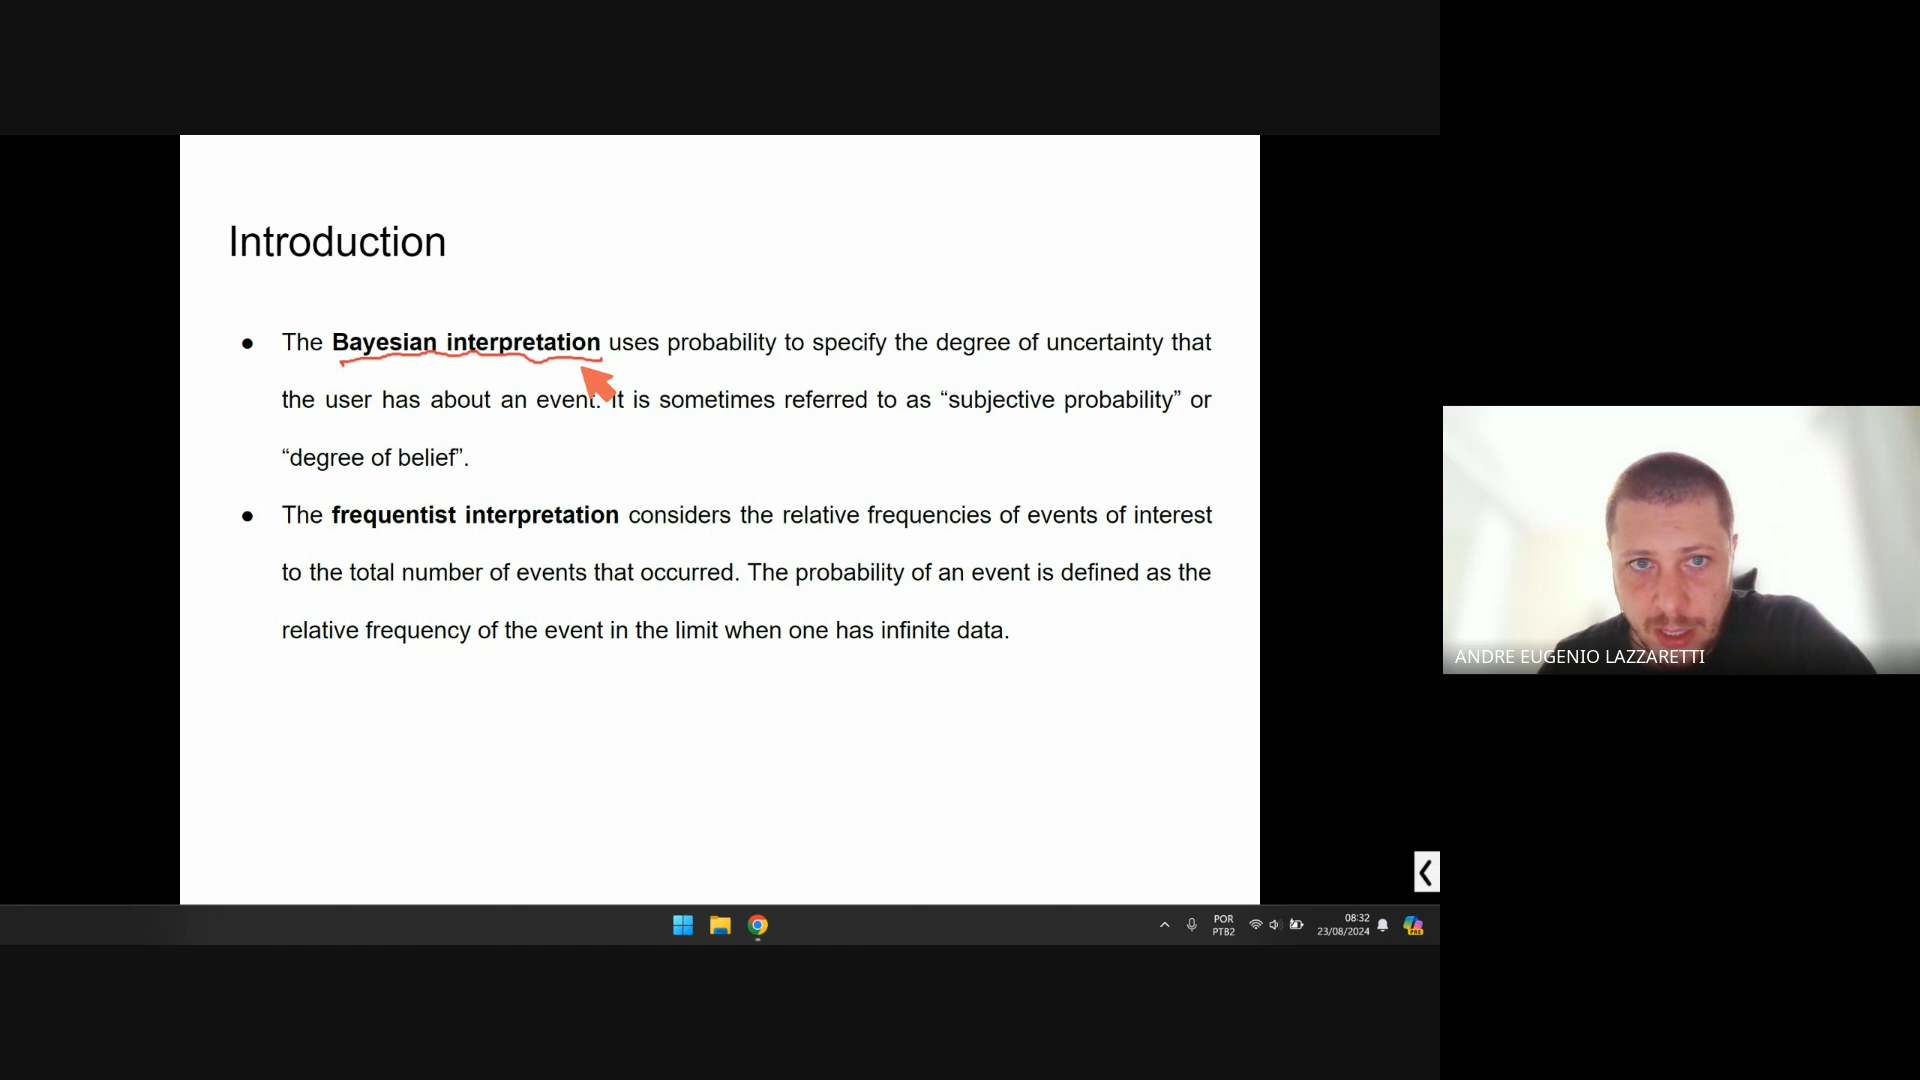 Introduction
● The Bayesian interpretation uses probability to specify the degree of uncertainty that
the user has about an event. It is sometimes referred to as “subjective probability” or
“degree of belief”.
● The frequentist interpretation considers the relative frequencies of events of interest
to the total number of events that occurred. The probability of an event is defined as the
relative frequency of the event in the limit when one has infinite data.
ANDRE EUGENIO LAZZARETTI
POR
PTB2
08:32
23/08/2024
PRE